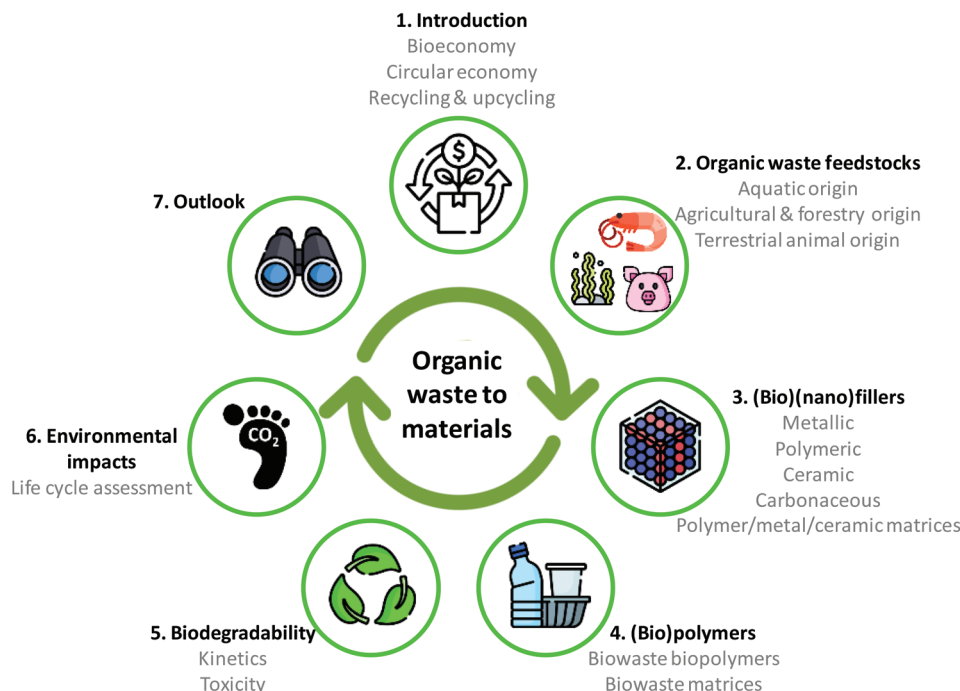 1. Introduction
Bioeconomy
Circular economy
Recycling & upcycling
$
2. Organic waste feedstocks
Aquatic origin
Agricultural & forestry origin
Terrestrial animal origin
3. (Bio)(nano)fillers
Metallic
Polymeric
Ceramic
Carbonaceous
Polymer/metal/ceramic matrices
4. (Bio)polymers
Biowaste biopolymers
Biowaste matrices
5. Biodegradability
Kinetics
Toxicity
6. Environmental
impacts
Life cycle assessment
CO₂
7. Outlook
Organic
waste to
materials